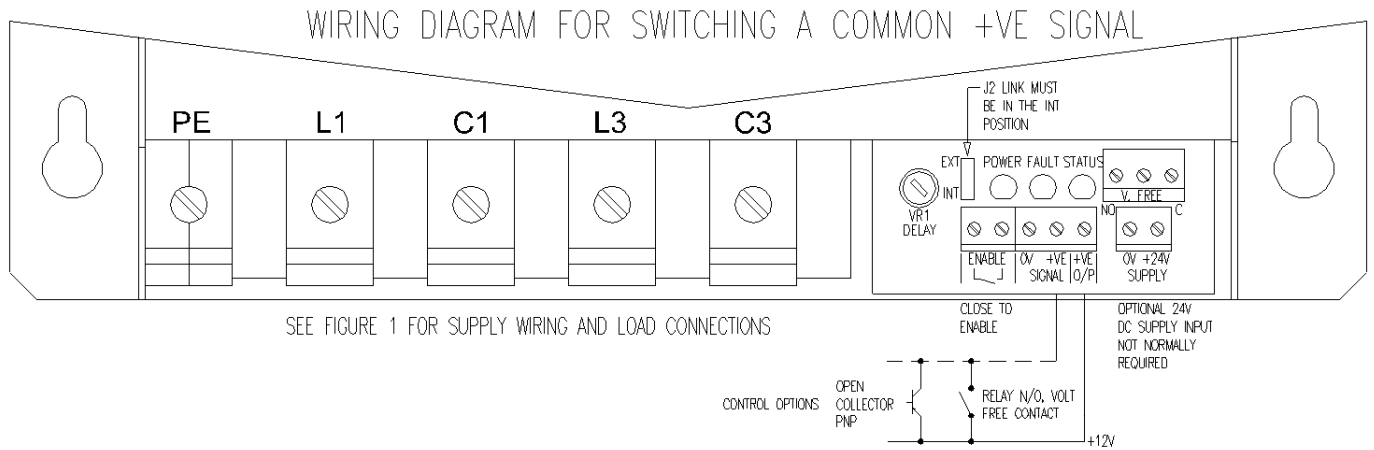 WIRING DIAGRAM FOR SWITCHING A COMMON +VE SIGNAL
J2 LINK MUST
BE IN THE INT
POSITION
PE L1 C1 L3 C3
EXT POWER FAULT STATUS
INT
V. FREE
NO C
VR1
DELAY
ENABLE 0V +VE +VE 0V +24V
SIGNAL O/P SUPPLY
CLOSE TO
ENABLE
OPTIONAL 24V
DC SUPPLY INPUT
NOT NORMALLY
REQUIRED
SEE FIGURE 1 FOR SUPPLY WIRING AND LOAD CONNECTIONS
CONTROL OPTIONS
OPEN
COLLECTOR
PNP
RELAY N/O, VOLT
FREE CONTACT
+12V